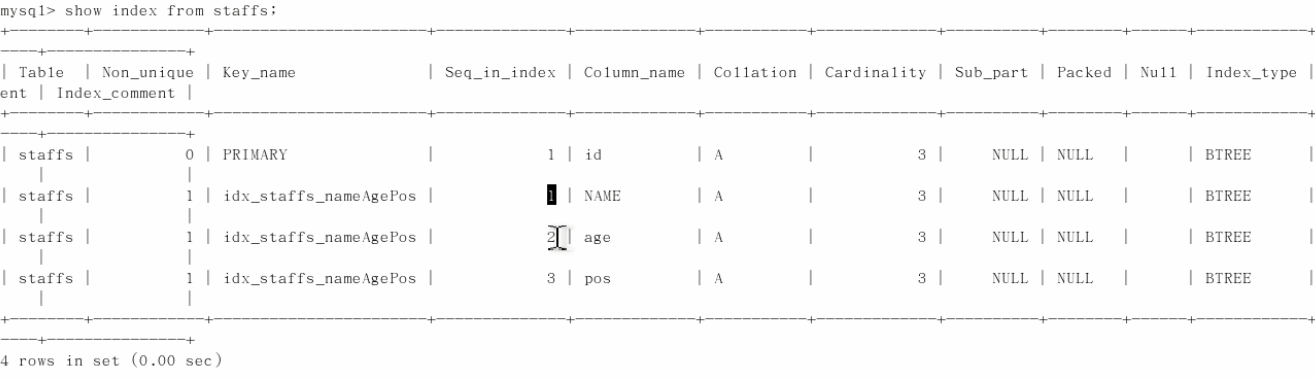 mysql> show index from staffs;
+--------+------------+-----------------------+--------------+-------------+-----------+-------------+----------+--------+------+------------+
----+---------------+
| Table | Non_unique | Key_name | Seq_in_index | Column_name | Collation | Cardinality | Sub_part | Packed | Null | Index_type |
ent | Index_comment |
+--------+------------+-----------------------+--------------+-------------+-----------+-------------+----------+--------+------+------------+
----+---------------+
| staffs | 0 | PRIMARY | 1 | id | A | 3 | NULL | NULL | | BTREE |
| |
| staffs | 1 | idx_staffs_nameAgePos | 1 | NAME | A | 3 | NULL | NULL | | BTREE |
| |
| staffs | 1 | idx_staffs_nameAgePos | 2 | age | A | 3 | NULL | NULL | | BTREE |
| |
| staffs | 1 | idx_staffs_nameAgePos | 3 | pos | A | 3 | NULL | NULL | | BTREE |
| |
+--------+------------+-----------------------+--------------+-------------+-----------+-------------+----------+--------+------+------------+
----+---------------+
4 rows in set (0.00 sec)